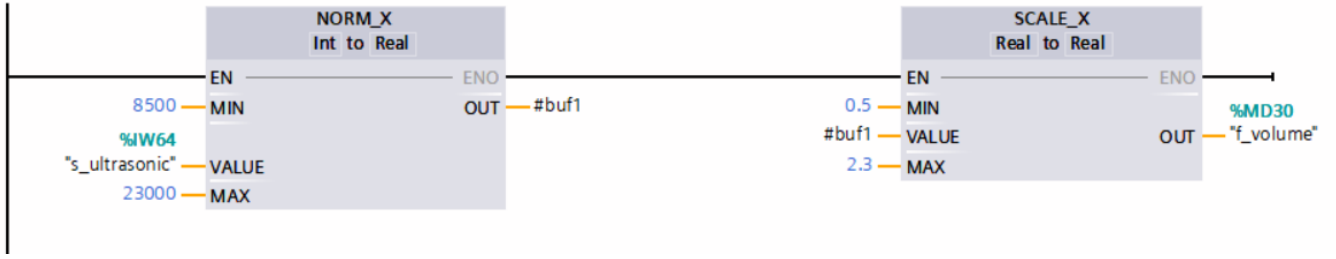 NORM_X
Int to Real
EN
ENO
8500
MIN
OUT
#buf1
%IW64
"s_ultrasonic"
VALUE
23000
MAX
SCALE_X
Real to Real
EN
ENO
0.5
MIN
%MD30
#buf1
VALUE
OUT
"f_volume"
2.3
MAX